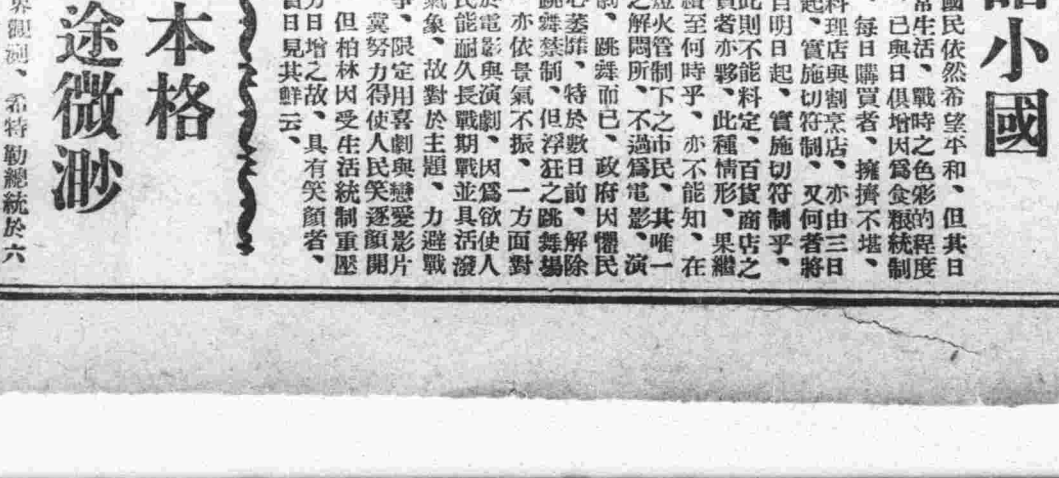 小國
國民依然希望平和、但其日
常生活、戰時之色彩的程度
已與日俱增因爲食粮統制
每日購買者、擁擠不堪、
料理店與割烹店、亦由三日
起、實施切符制、又何者將
自明日起、實施切符制乎、
此則不能料定、百貨商店之
買者亦夥、此種情形、果繼
續至何時乎、亦不能知、在
燈火管制下之市民、其唯一
之解悶所、不過爲電影、演
劇、跳舞而已、政府因懼民
心萎靡、特於數日前、解除
跳舞禁制、但浮狂之跳舞場
亦依景氣不振、一方面對
於電影與演劇、因爲欲使人
民能耐久長戰期戰並具活潑
氣象、故對於主題、力避戰
爭、限定用喜劇與戀愛影片
冀努力得使人民笑逐顏開
但柏林因受生活統制重壓
力日增之故、具有笑顏者、
日見其鮮云、
本格
途微渺
界觀測、希特勒總統於六